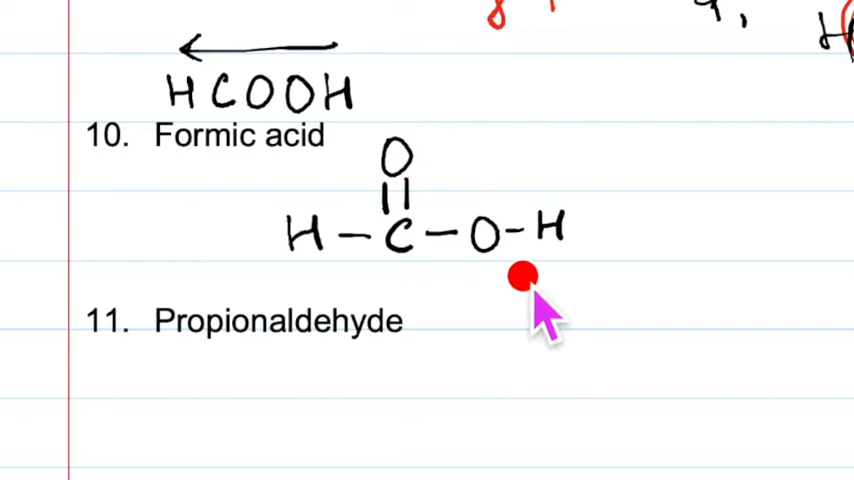 HCOOH
10. Formic acid
O
H - C - O - H
11. Propionaldehyde